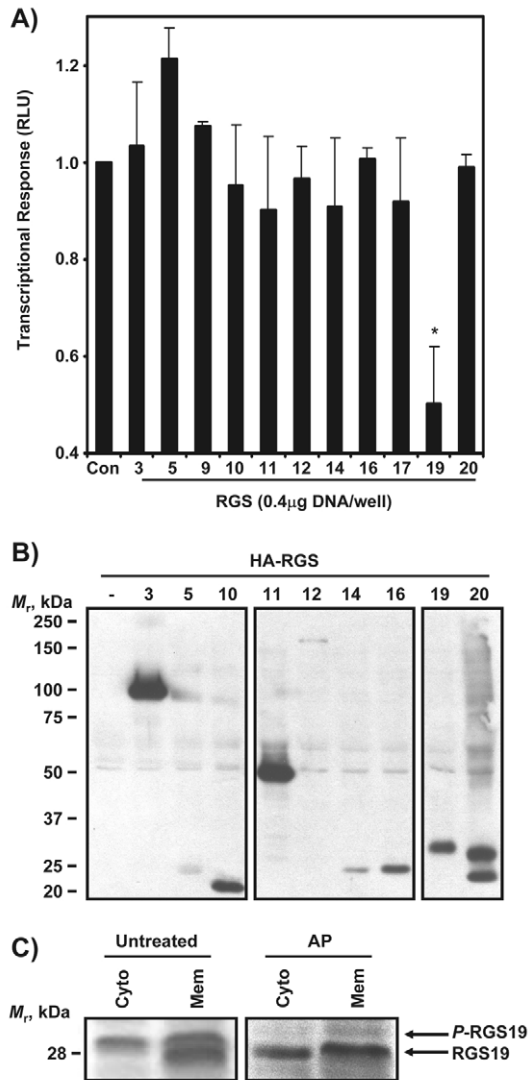 A)
Transcriptional Response (RLU)
1.2
1.0
0.8
0.6
0.4
*
Con 3 5 9 10 11 12 14 16 17 19 20
RGS (0.4μg DNA/well)
B)
HA-RGS
Mr, kDa - 3 5 10 11 12 14 16 19 20
250
150
100
75
50
37
25
20
C)
Untreated AP
Cyto Mem Cyto Mem
Mr, kDa
P-RGS19
28 RGS19